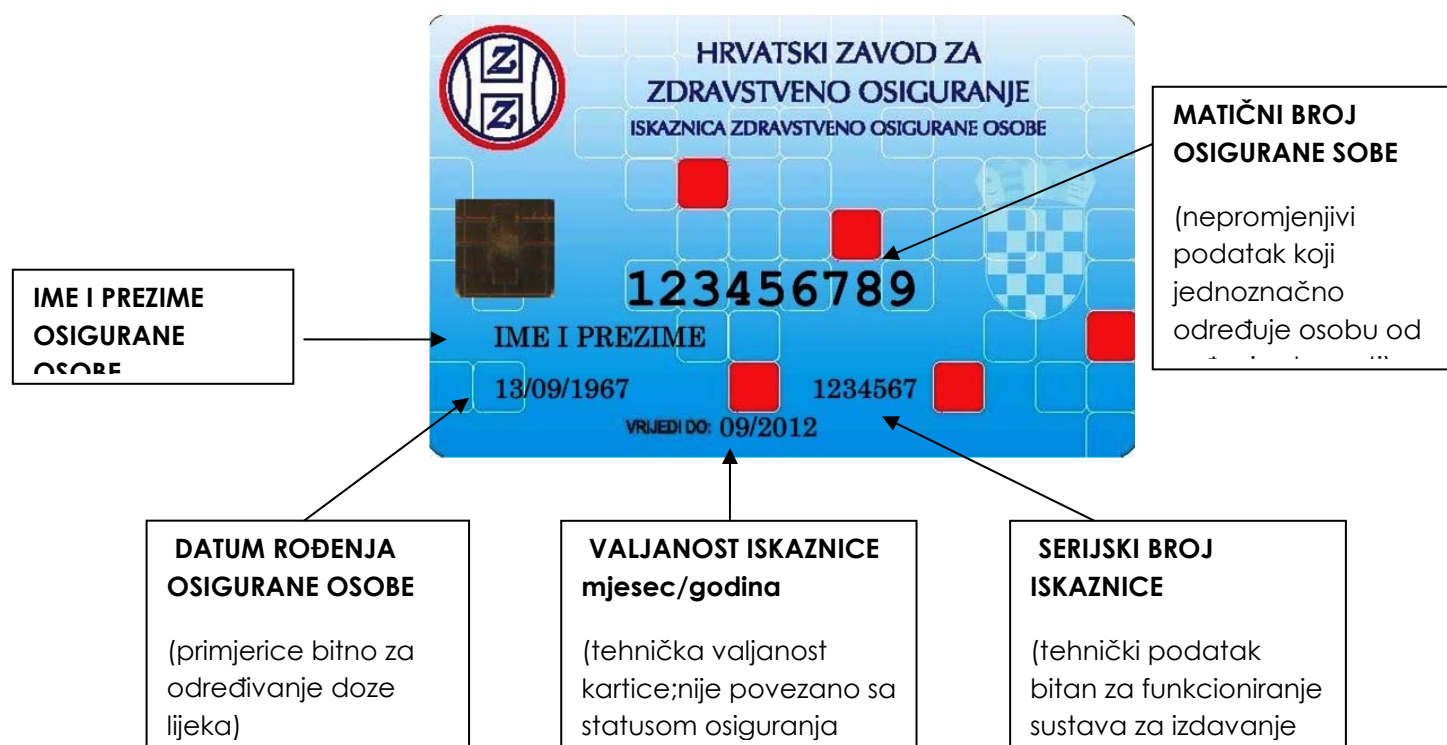 HRVATSKI ZAVOD ZA
ZDRAVSTVENO OSIGURANJE
ISKAZNICA ZDRAVSTVENO OSIGURANE OSOBE
Z
Z
123456789
IME I PREZIME
13/09/1967
1234567
VRIJEDI DO: 09/2012
MATIČNI BROJ
OSIGURANE SOBE
(nepromjenjivi
podatak koji
jednoznačno
određuje osobu od
IME I PREZIME
OSIGURANE
OSOBE
DATUM ROĐENJA
OSIGURANE OSOBE
(primjerice bitno za
određivanje doze
lijeka)
VALJANOST ISKAZNICE
mjesec/godina
(tehnička valjanost
kartice;nije povezano sa
statusom osiguranja
SERIJSKI BROJ
ISKAZNICE
(tehnički podatak
bitan za funkcioniranje
sustava za izdavanje